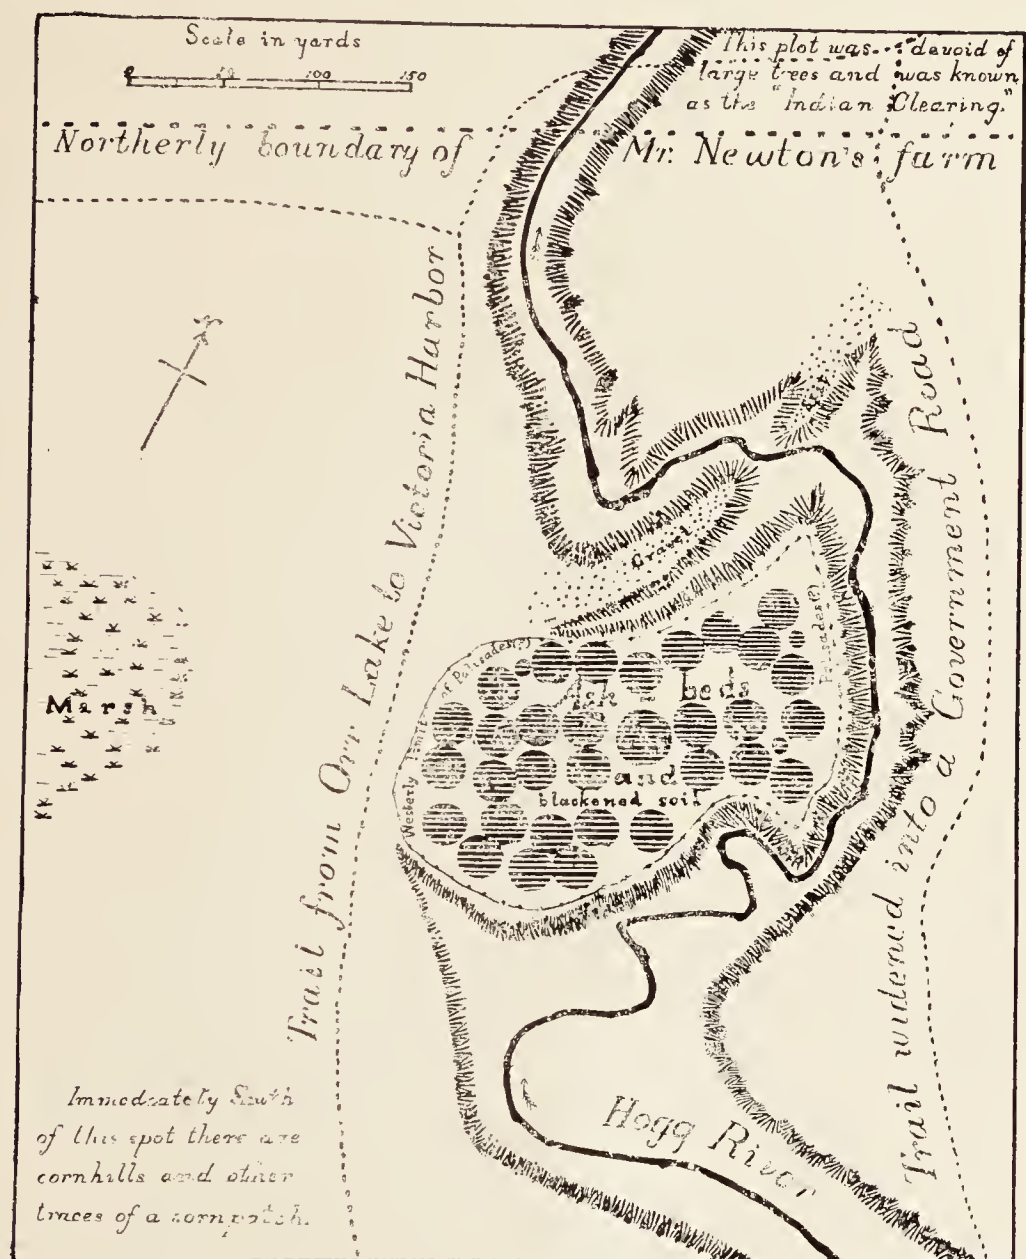 Scale in yards
0 50 100 150
This plot was devoid of
large trees and was known
as the "Indian Clearing."
Northerly boundary of Mr. Newton's farm
Trail from Orr Lake to Victoria Harbor
Trail widened into a Government Road
Gravel
Palisades(?)
Westerly limit of Palisades(?)
Ash beds
and
blackened soil
Marsh
Hogg River
Immediately South
of this spot there are
cornhills and other
traces of a cornpatch.